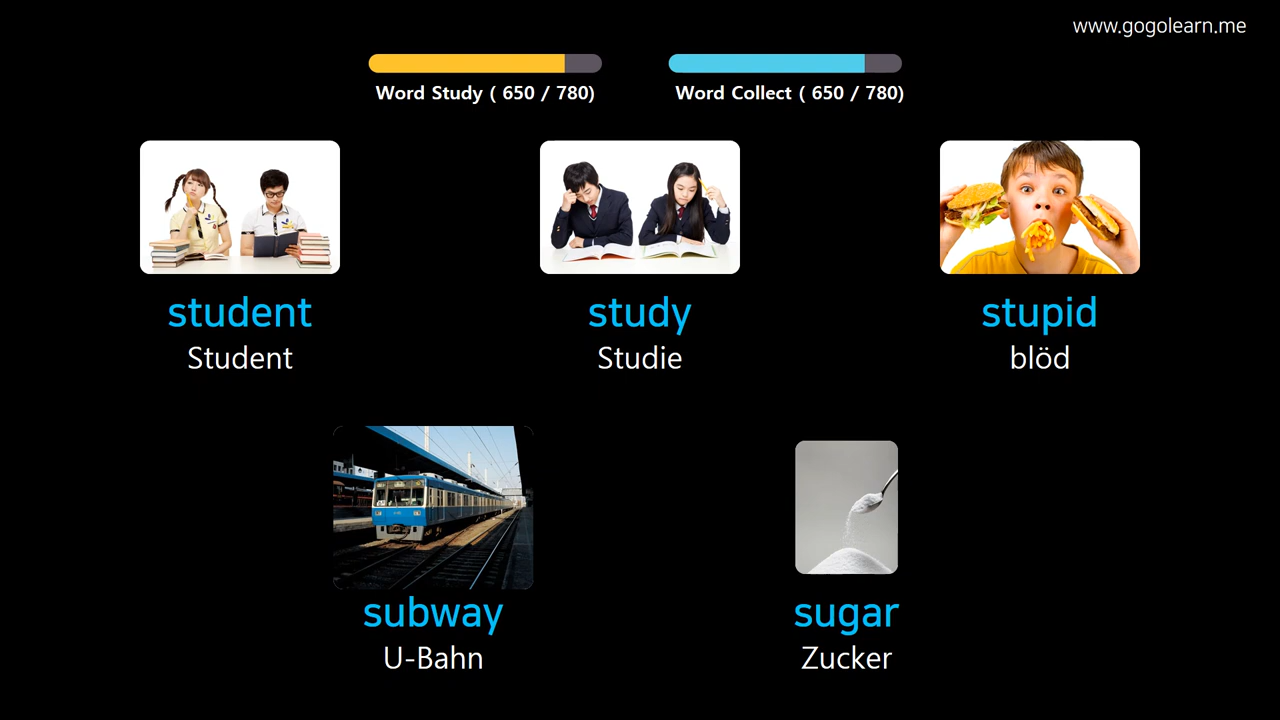 www.gogolearn.me
Word Study ( 650 / 780)
Word Collect ( 650 / 780)
student
Student
study
Studie
stupid
blöd
subway
U-Bahn
sugar
Zucker